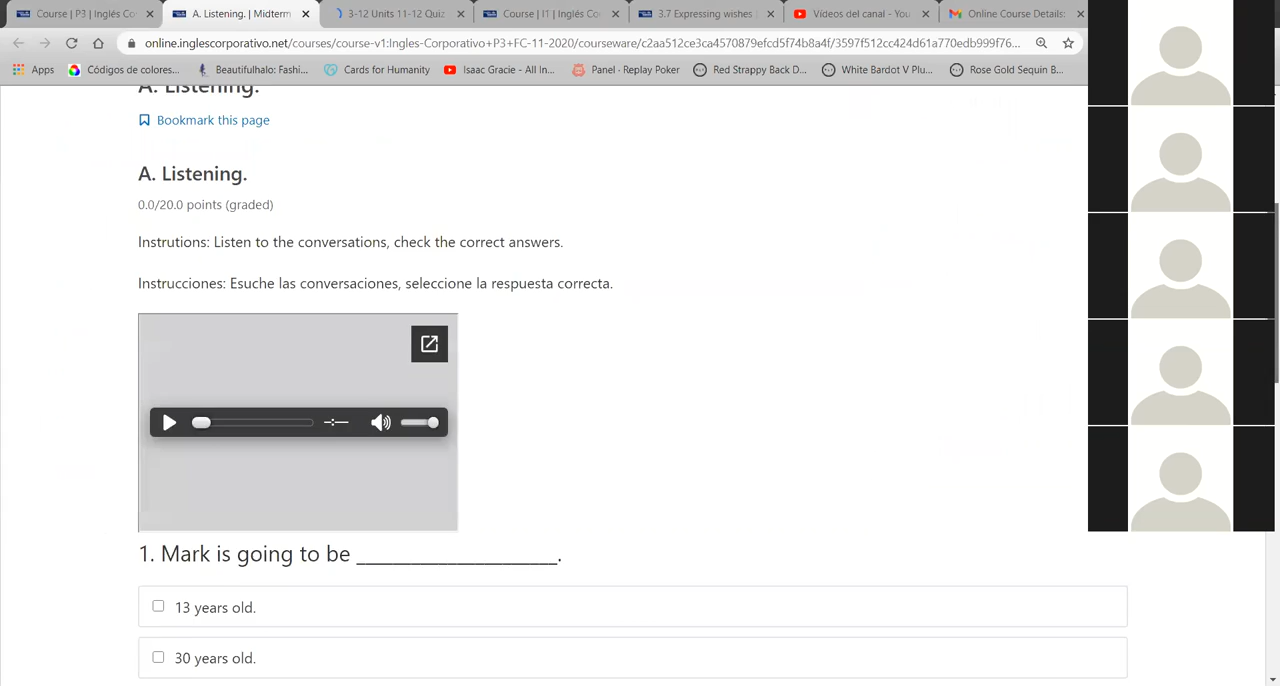 Course | P3 | Inglés Co
A. Listening. | Midterm
3-12 Units 11-12 Quiz
Course | IT | Inglés Co
3.7 Expressing wishes
Vídeos del canal - You
Online Course Details:
online.inglescorporativo.net/courses/course-v1:Ingles-Corporativo+P3+FC-11-2020/courseware/c2aa512ce3ca4570879efcd5f74b8a4f/3597f512cc424d61a770edb999f76...
Apps
Códigos de colores...
Beautifulhalo: Fashi...
Cards for Humanity
Isaac Gracie - All In...
Panel · Replay Poker
Red Strappy Back D...
White Bardot V Plu...
Rose Gold Sequin B...
A. Listening.
Bookmark this page
A. Listening.
0.0/20.0 points (graded)
Instrutions: Listen to the conversations, check the correct answers.
Instrucciones: Esuche las conversaciones, seleccione la respuesta correcta.
-:--
1. Mark is going to be ____________________.
13 years old.
30 years old.